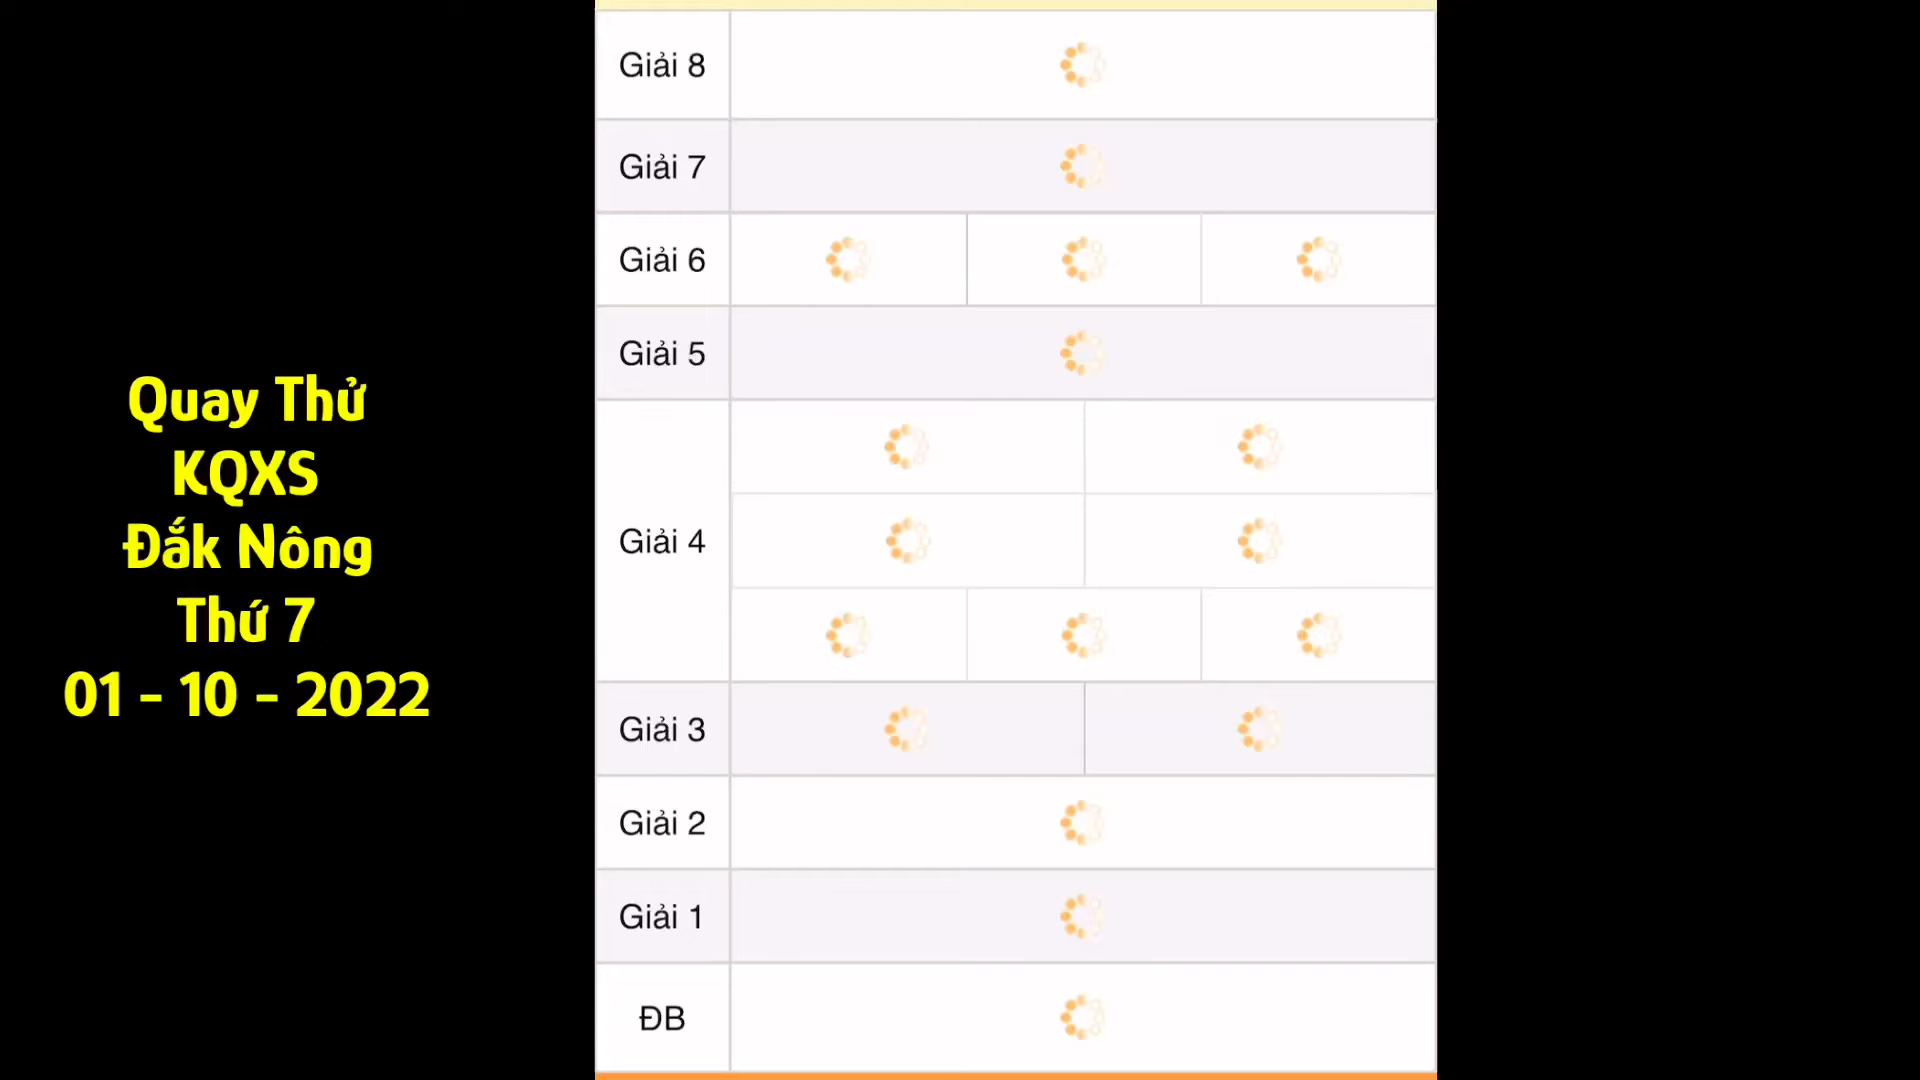 Quay Thử
KQXS
Đắk Nông
Thứ 7
01 - 10 - 2022
Giải 8
Giải 7
Giải 6
Giải 5
Giải 4
Giải 3
Giải 2
Giải 1
ĐB